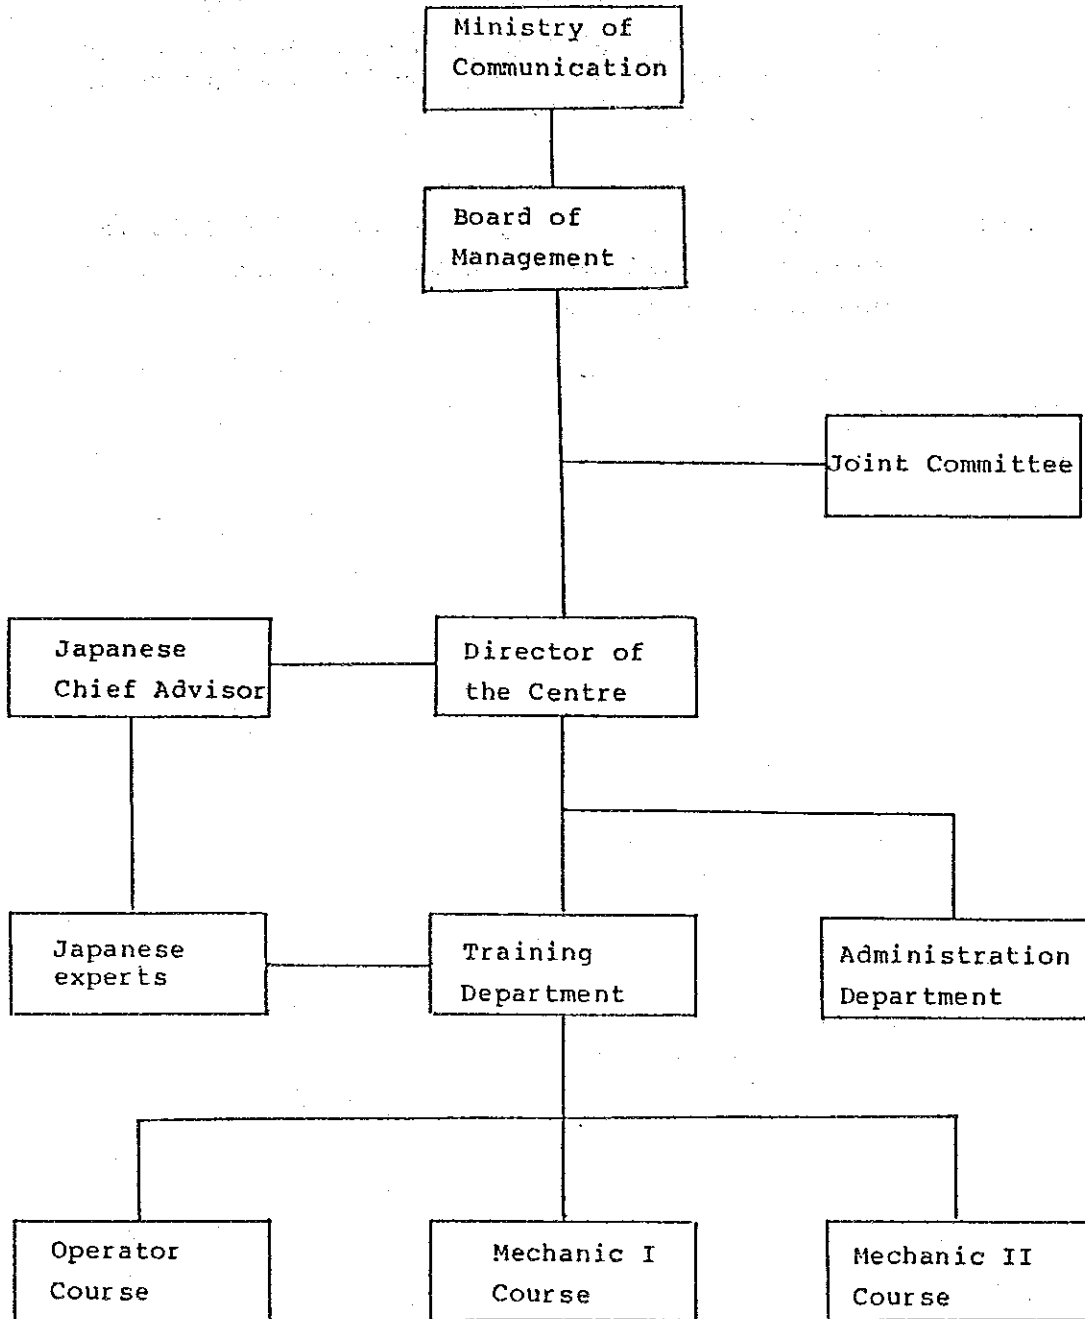 Ministry of
Communication
Board of
Management
Joint Committee
Japanese
Chief Advisor
Director of
the Centre
Japanese
experts
Training
Department
Administration
Department
Operator
Course
Mechanic I
Course
Mechanic II
Course